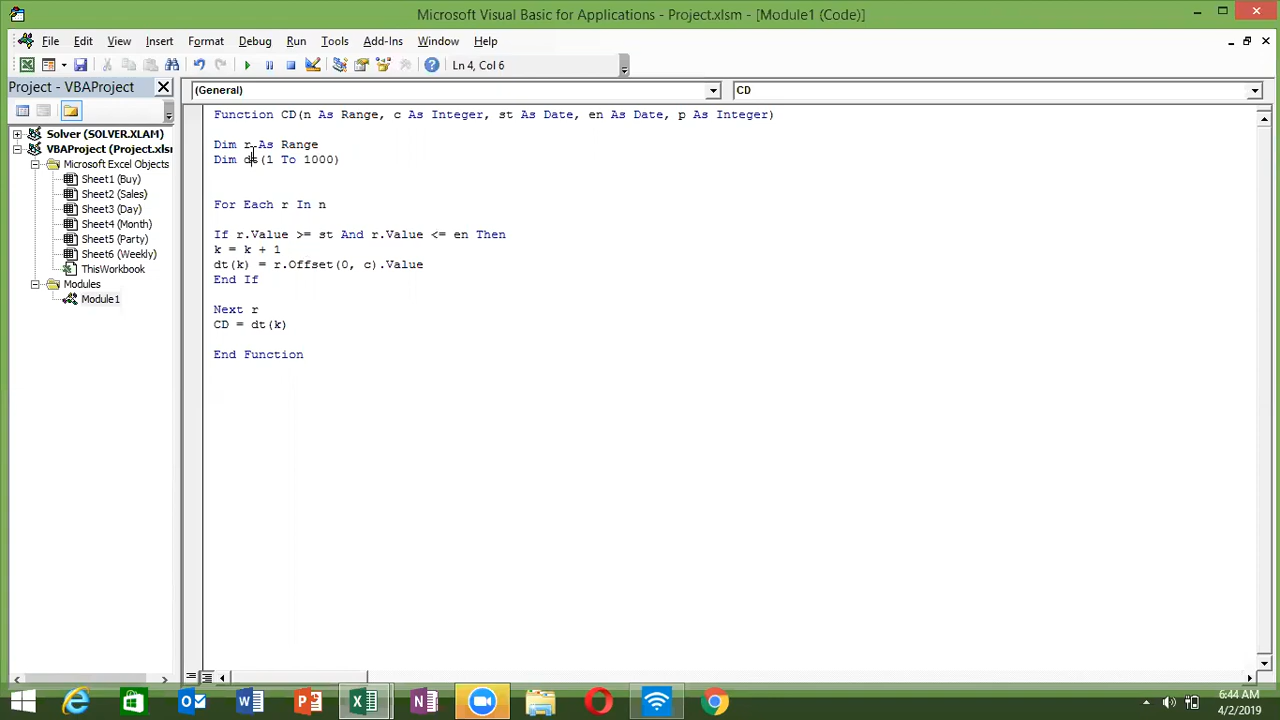 Microsoft Visual Basic for Applications - Project.xlsm - [Module1 (Code)]
File Edit View Insert Format Debug Run Tools Add-Ins Window Help
Ln 4, Col 6
Project - VBAProject
(General)
CD
Solver (SOLVER.XLAM)
VBAProject (Project.xlsm
Microsoft Excel Objects
Sheet1 (Buy)
Sheet2 (Sales)
Sheet3 (Day)
Sheet4 (Month)
Sheet5 (Party)
Sheet6 (Weekly)
ThisWorkbook
Modules
Module1
Function CD(n As Range, c As Integer, st As Date, en As Date, p As Integer)
Dim r As Range
Dim dt(1 To 1000)
For Each r In n
If r.Value >= st And r.Value <= en Then
k = k + 1
dt(k) = r.Offset(0, c).Value
End If
Next r
CD = dt(k)
End Function
6:44 AM
4/2/2019